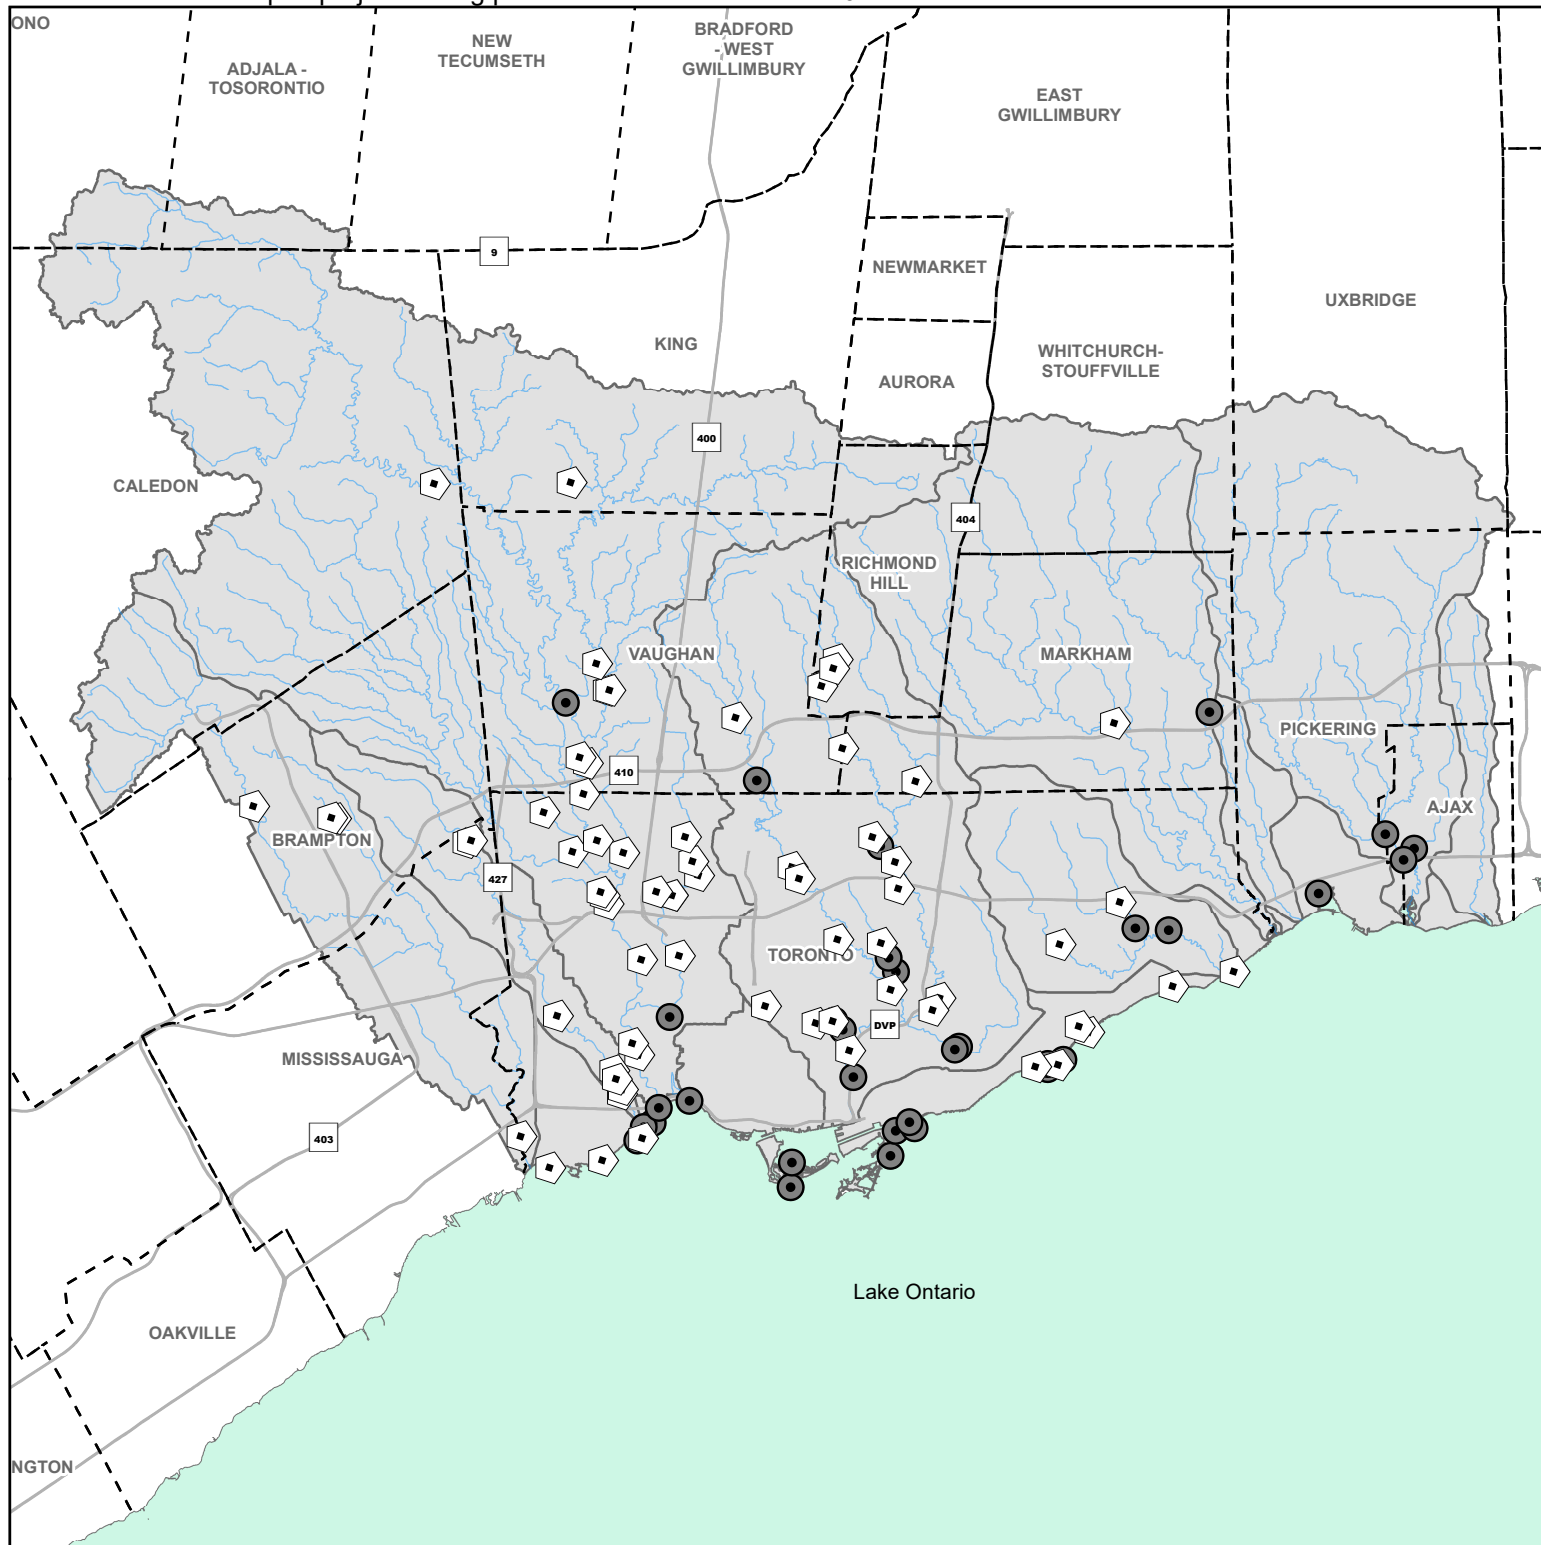 ONO
ADJALA -
TOSORONTIO
NEW
TECUMSETH
BRADFORD
- WEST
GWILLIMBURY
EAST
GWILLIMBURY
9
NEWMARKET
UXBRIDGE
KING
WHITCHURCH-
STOUFFVILLE
AURORA
400
CALEDON
404
RICHMOND
HILL
VAUGHAN
MARKHAM
PICKERING
410
AJAX
BRAMPTON
427
TORONTO
DVP
MISSISSAUGA
403
Lake Ontario
OAKVILLE
NGTON